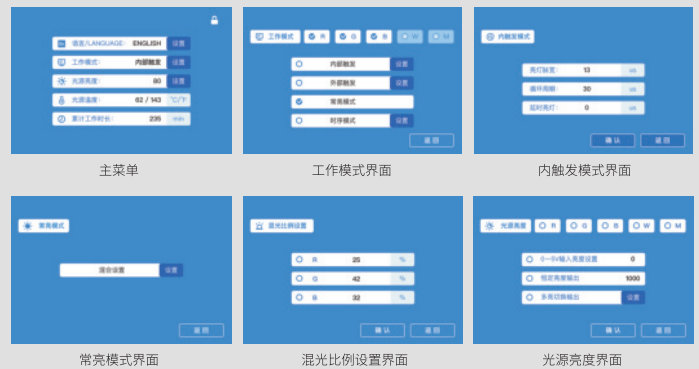 语言/LANGUAGE: ENGLISH 设置
工作模式: 内部触发 设置
光源亮度: 80 设置
光源温度: 62 / 143 °C/°F
累计工作时长: 235 min
主菜单
工作模式 R G B W M
内部触发 设置
外部触发 设置
常亮模式
时序模式 设置
返 回
工作模式界面
内触发模式
亮灯脉宽: 13 us
循环周期: 30 us
延时亮灯: 0 us
确 认 返 回
内触发模式界面
常亮模式
混合设置 设置
返 回
常亮模式界面
混光比例设置
R 25 %
G 42 %
B 32 %
确 认 返 回
混光比例设置界面
光源亮度 R G B W M
0～5V输入亮度设置 0
恒定亮度输出 1000
多亮切换输出 设置
确 认 返 回
光源亮度界面